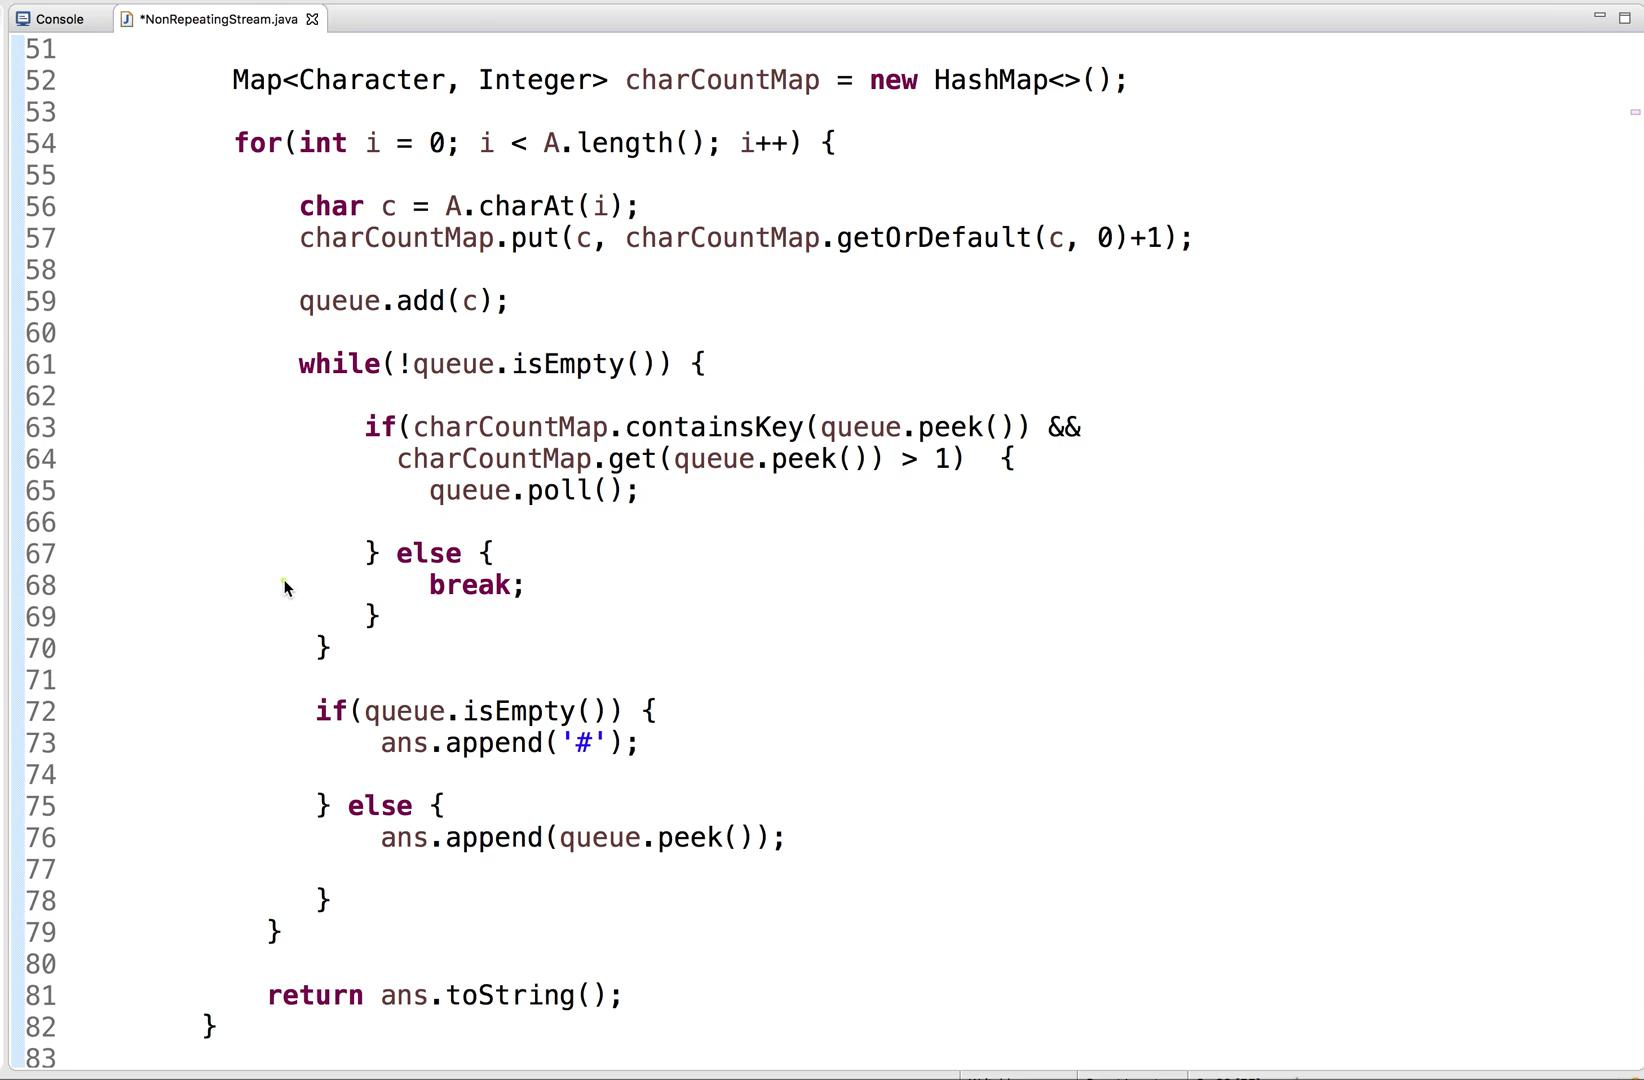 Console *NonRepeatingStream.java
51
52 Map<Character, Integer> charCountMap = new HashMap<>();
53
54 for(int i = 0; i < A.length(); i++) {
55
56 char c = A.charAt(i);
57 charCountMap.put(c, charCountMap.getOrDefault(c, 0)+1);
58
59 queue.add(c);
60
61 while(!queue.isEmpty()) {
62
63 if(charCountMap.containsKey(queue.peek()) &&
64 charCountMap.get(queue.peek()) > 1) {
65 queue.poll();
66
67 } else {
68 break;
69 }
70 }
71
72 if(queue.isEmpty()) {
73 ans.append('#');
74
75 } else {
76 ans.append(queue.peek());
77
78 }
79 }
80
81 return ans.toString();
82 }
83